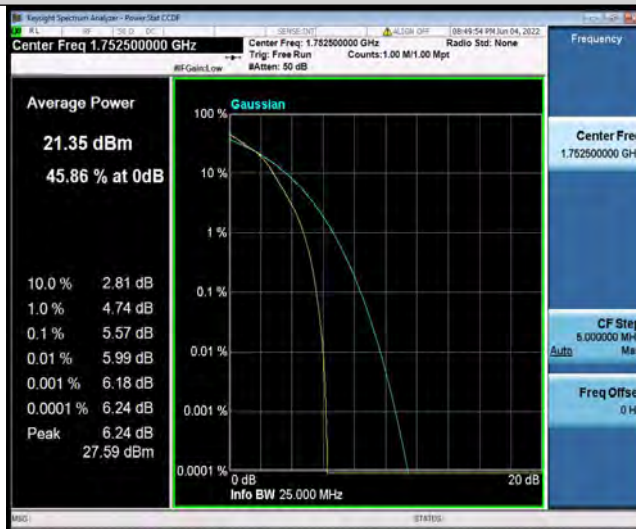 Keysight Spectrum Analyzer - Power Stat CCDF
RL RF 50 Ω DC SENSE:INT ALIGN OFF 08:49:54 PM Jun 04, 2022
Center Freq 1.752500000 GHz
Center Freq: 1.752500000 GHz Radio Std: None
Trig: Free Run Counts:1.00 M/1.00 Mpt
#IFGain:Low #Atten: 50 dB
Frequency
Average Power
21.35 dBm
45.86 % at 0dB
10.0 % 2.81 dB
1.0 % 4.74 dB
0.1 % 5.57 dB
0.01 % 5.99 dB
0.001 % 6.18 dB
0.0001 % 6.24 dB
Peak 6.24 dB
27.59 dBm
Gaussian
100 %
10 %
1 %
0.1 %
0.01 %
0.001 %
0.0001 %
0 dB 20 dB
Info BW 25.000 MHz
Center Fre
1.752500000 GH
CF Step
5.000000 MH
Auto Ma
Freq Offse
0 H
MSG STATUS